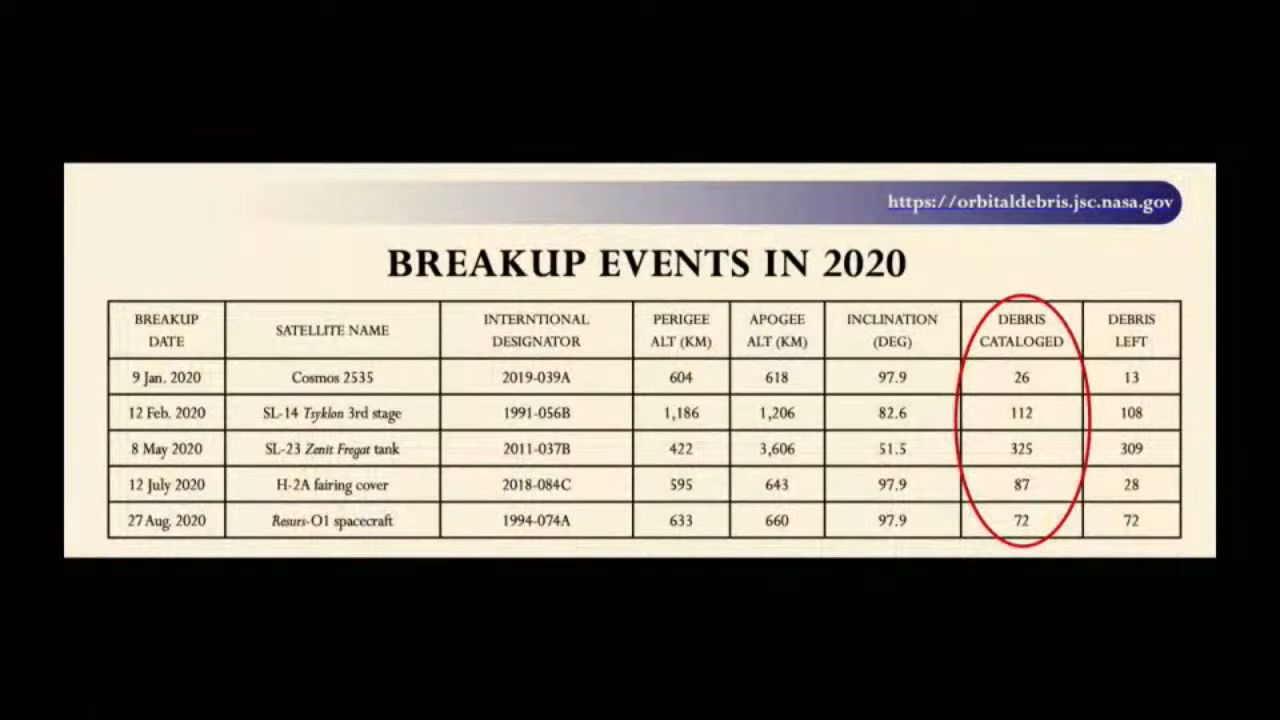 https://orbitaldebris.jsc.nasa.gov
BREAKUP EVENTS IN 2020
BREAKUP DATE SATELLITE NAME INTERNTIONAL DESIGNATOR PERIGEE ALT (KM) APOGEE ALT (KM) INCLINATION (DEG) DEBRIS CATALOGED DEBRIS LEFT
9 Jan. 2020 Cosmos 2535 2019-039A 604 618 97.9 26 13
12 Feb. 2020 SL-14 Tsyklon 3rd stage 1991-056B 1,186 1,206 82.6 112 108
8 May 2020 SL-23 Zenit Fregat tank 2011-037B 422 3,606 51.5 325 309
12 July 2020 H-2A fairing cover 2018-084C 595 643 97.9 87 28
27 Aug. 2020 Resurs-O1 spacecraft 1994-074A 633 660 97.9 72 72